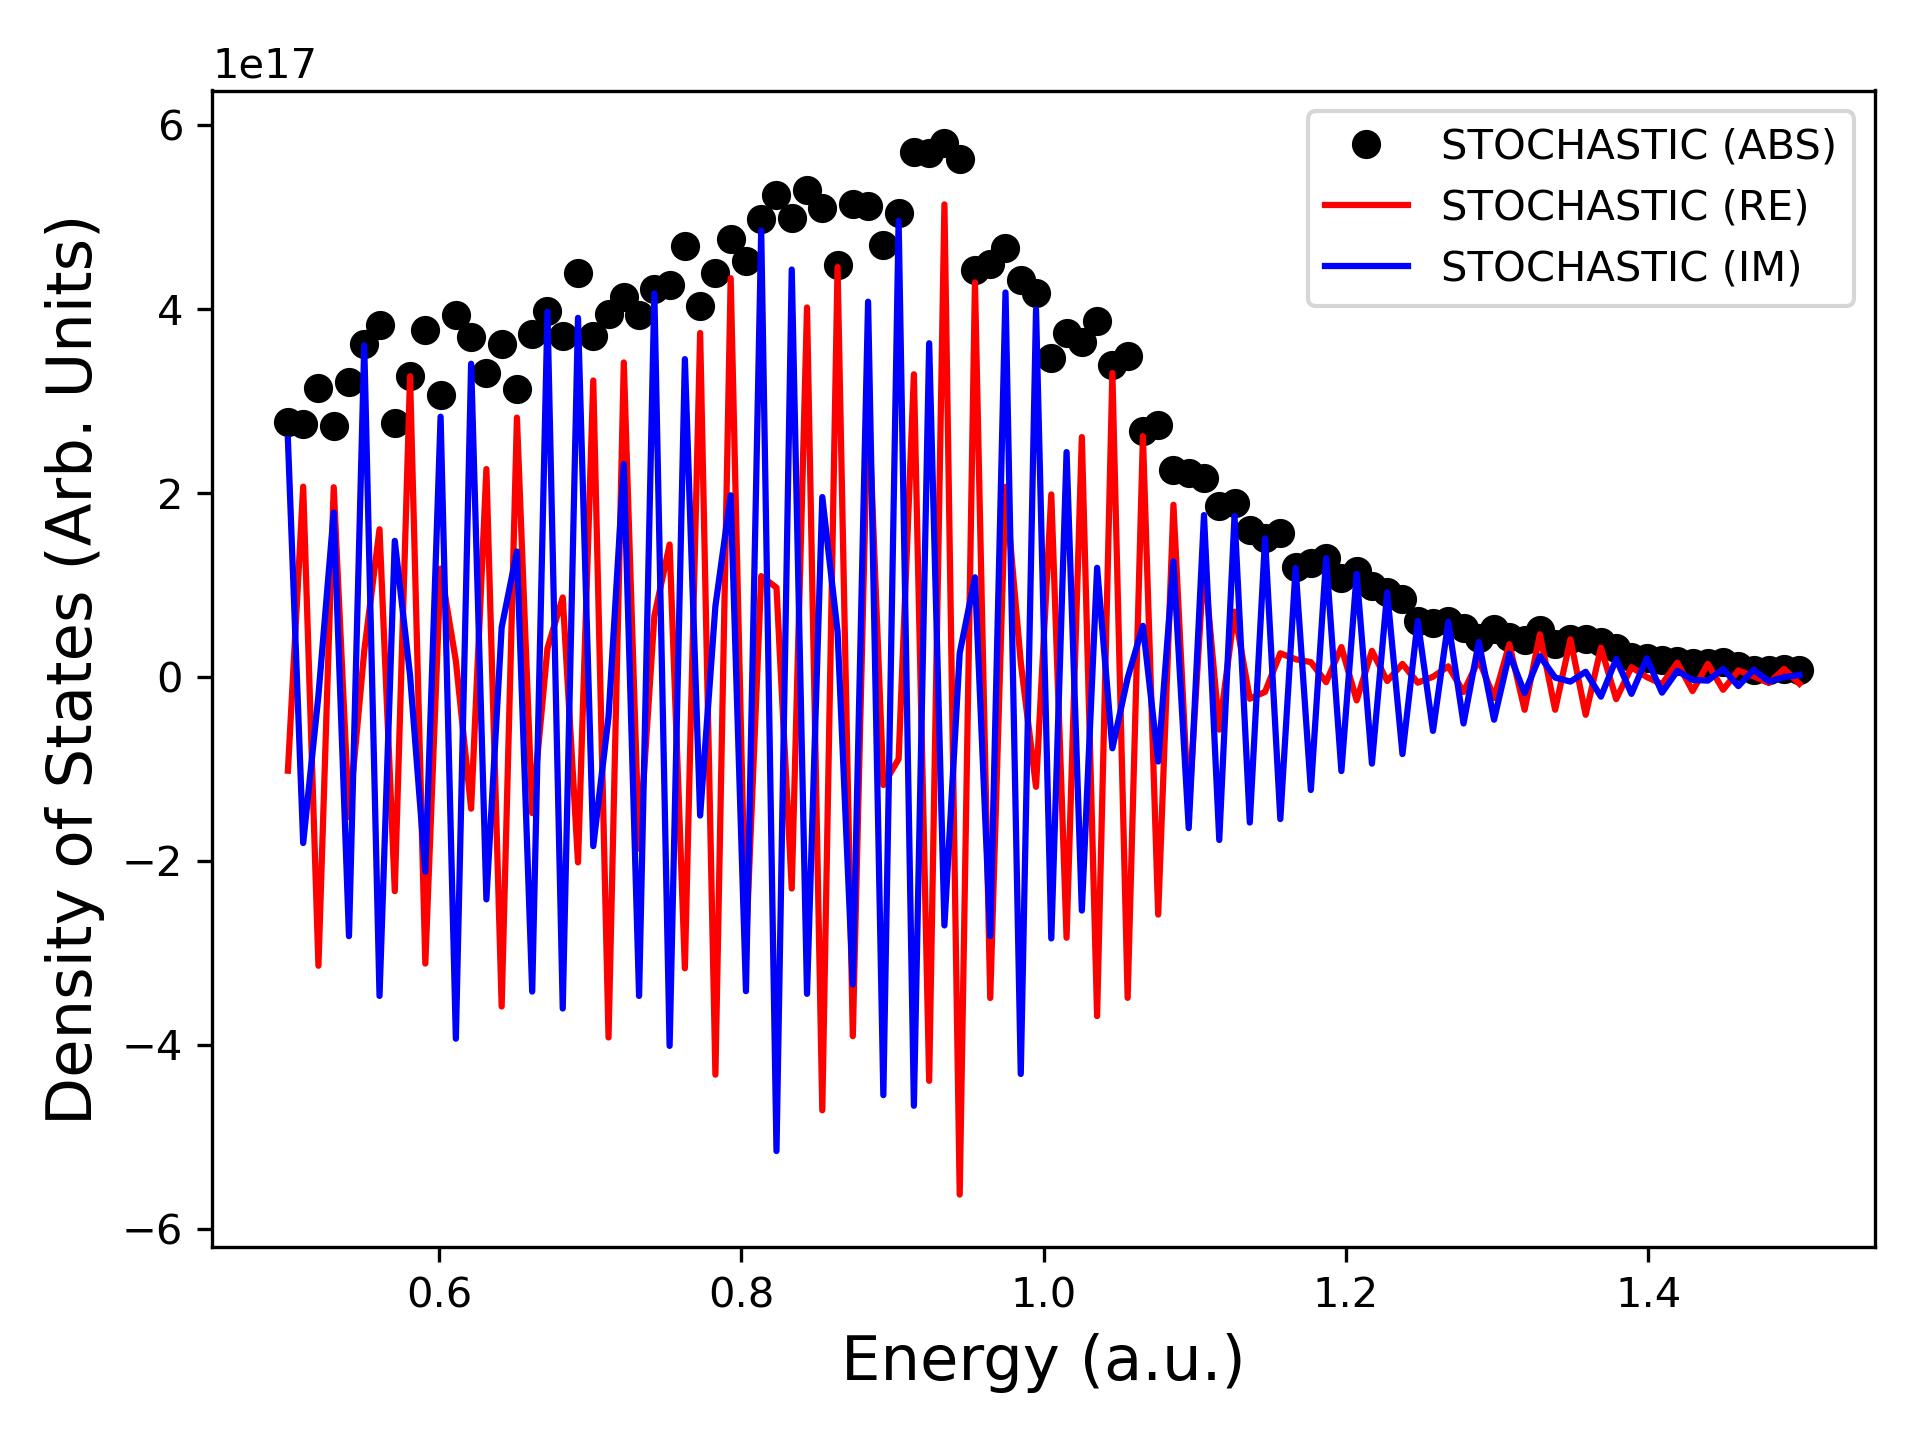 1e17
6
4
2
0
−2
−4
−6
Density of States (Arb. Units)
STOCHASTIC (ABS)
STOCHASTIC (RE)
STOCHASTIC (IM)
0.6 0.8 1.0 1.2 1.4
Energy (a.u.)